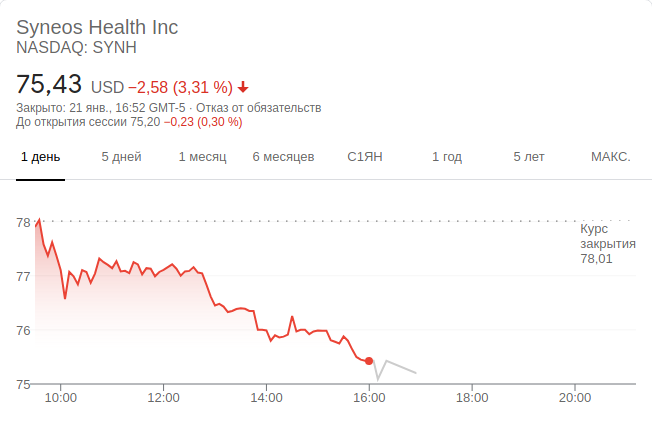 Syneos Health Inc
NASDAQ: SYNH
75,43 USD −2,58 (3,31 %)
Закрыто: 21 янв., 16:52 GMT-5 · Отказ от обязательств
До открытия сессии 75,20 −0,23 (0,30 %)
1 день 5 дней 1 месяц 6 месяцев С1ЯН 1 год 5 лет МАКС.
78
Курс
закрытия
78,01
77
76
75
10:00 12:00 14:00 16:00 18:00 20:00